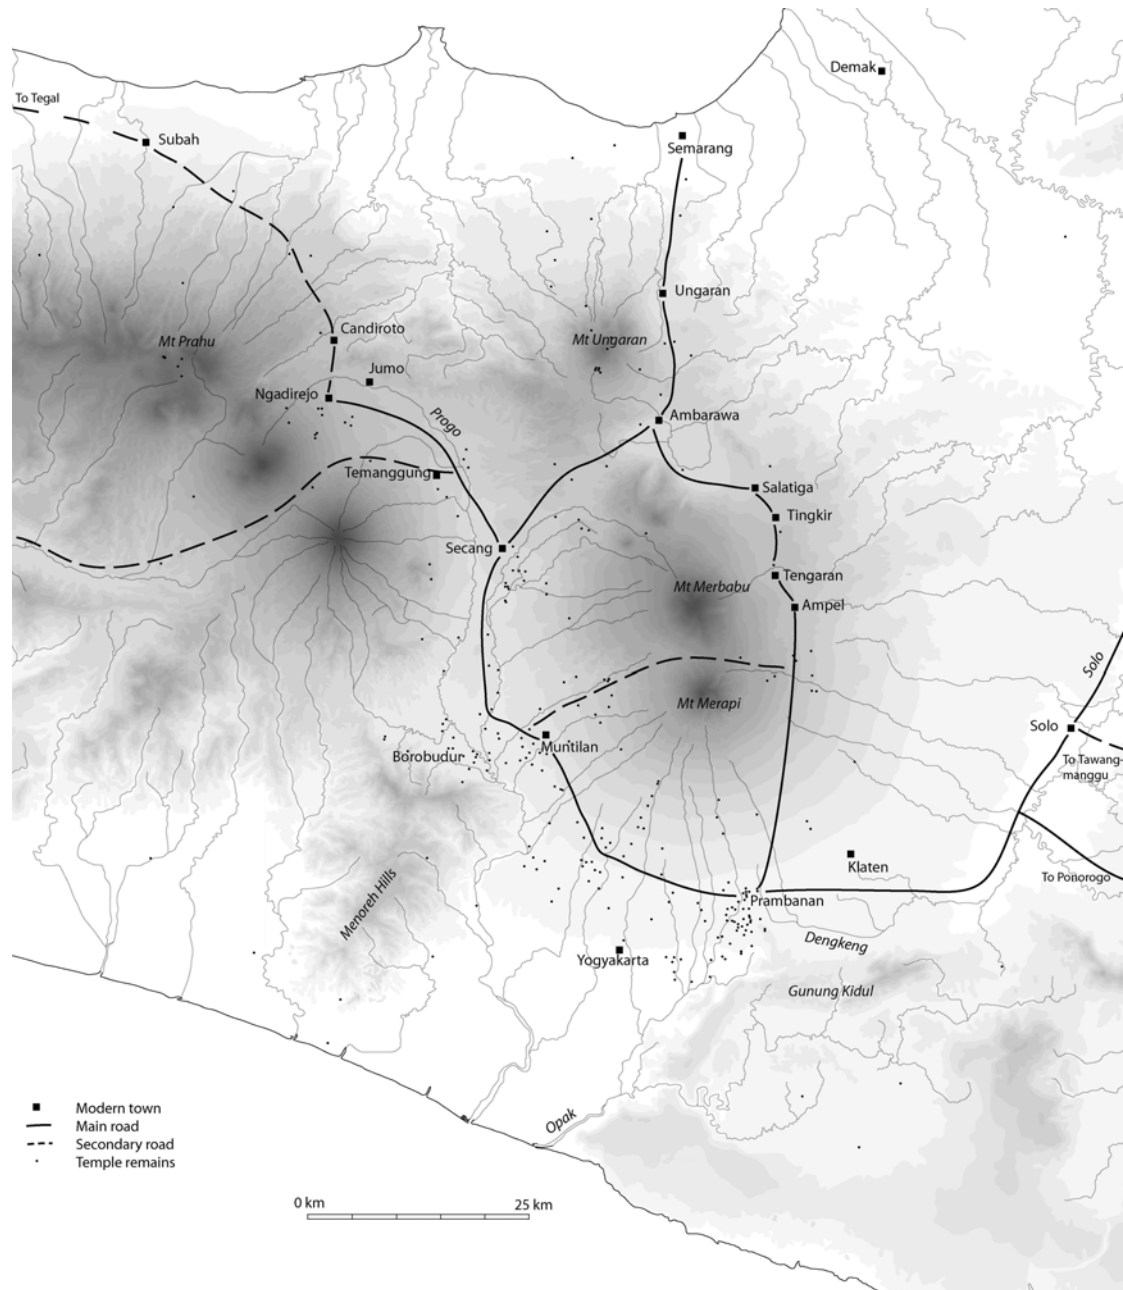 Demak
To Tegal
Subah
Semarang
Ungaran
Candiroto
Mt Prahu
Mt Ungaran
Jumo
Ngadirejo
Progo
Ambarawa
Temanggung
Salatiga
Tingkir
Secang
Tengaran
Mt Merbabu
Ampel
Solo
Mt Merapi
Solo
Muntilan
Borobudur
To Tawang-
manggu
Klaten
To Ponorogo
Menoreh Hills
Prambanan
Dengkeng
Yogyakarta
Gunung Kidul
Opak
Modern town
Main road
Secondary road
Temple remains
0 km
25 km